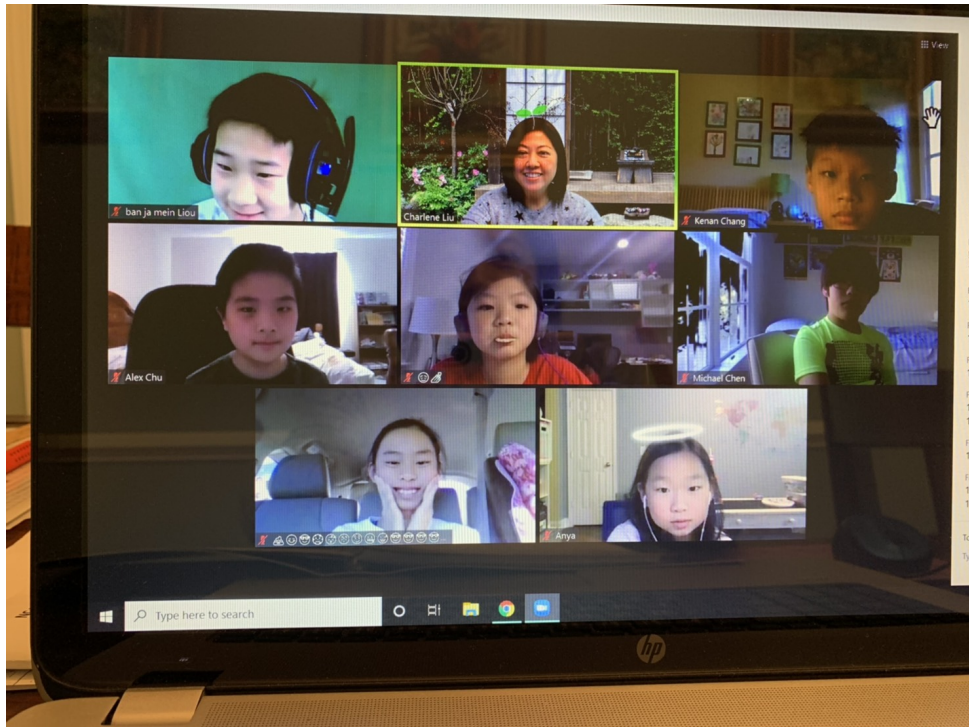 View
ban ja mein Liou
Charlene Liu
Kenan Chang
Alex Chu
Michael Chen
Anya
Type here to search
hp